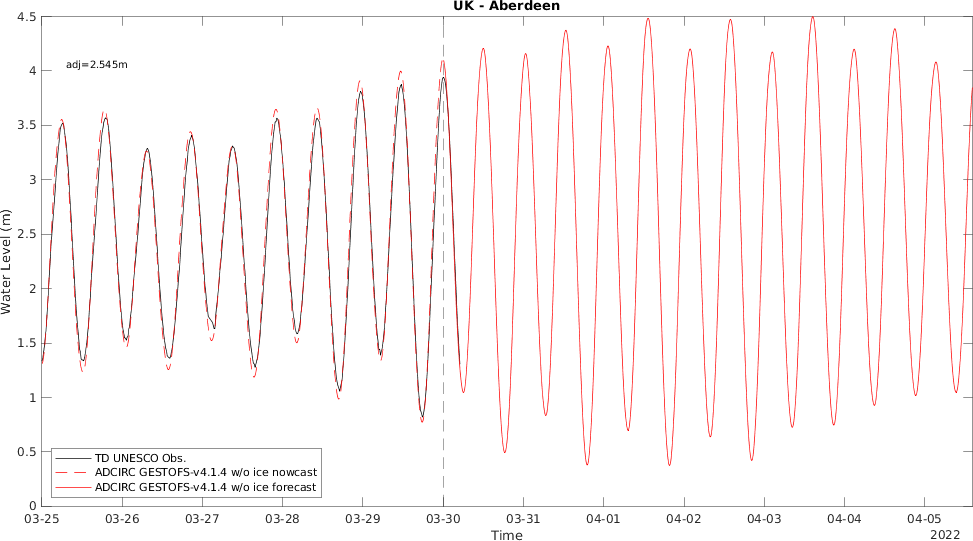 UK - Aberdeen
4.5
4
3.5
3
2.5
2
1.5
1
0.5
0
Water Level (m)
adj=2.545m
TD UNESCO Obs.
ADCIRC GESTOFS-v4.1.4 w/o ice nowcast
ADCIRC GESTOFS-v4.1.4 w/o ice forecast
03-25 03-26 03-27 03-28 03-29 03-30 03-31 04-01 04-02 04-03 04-04 04-05
Time
2022